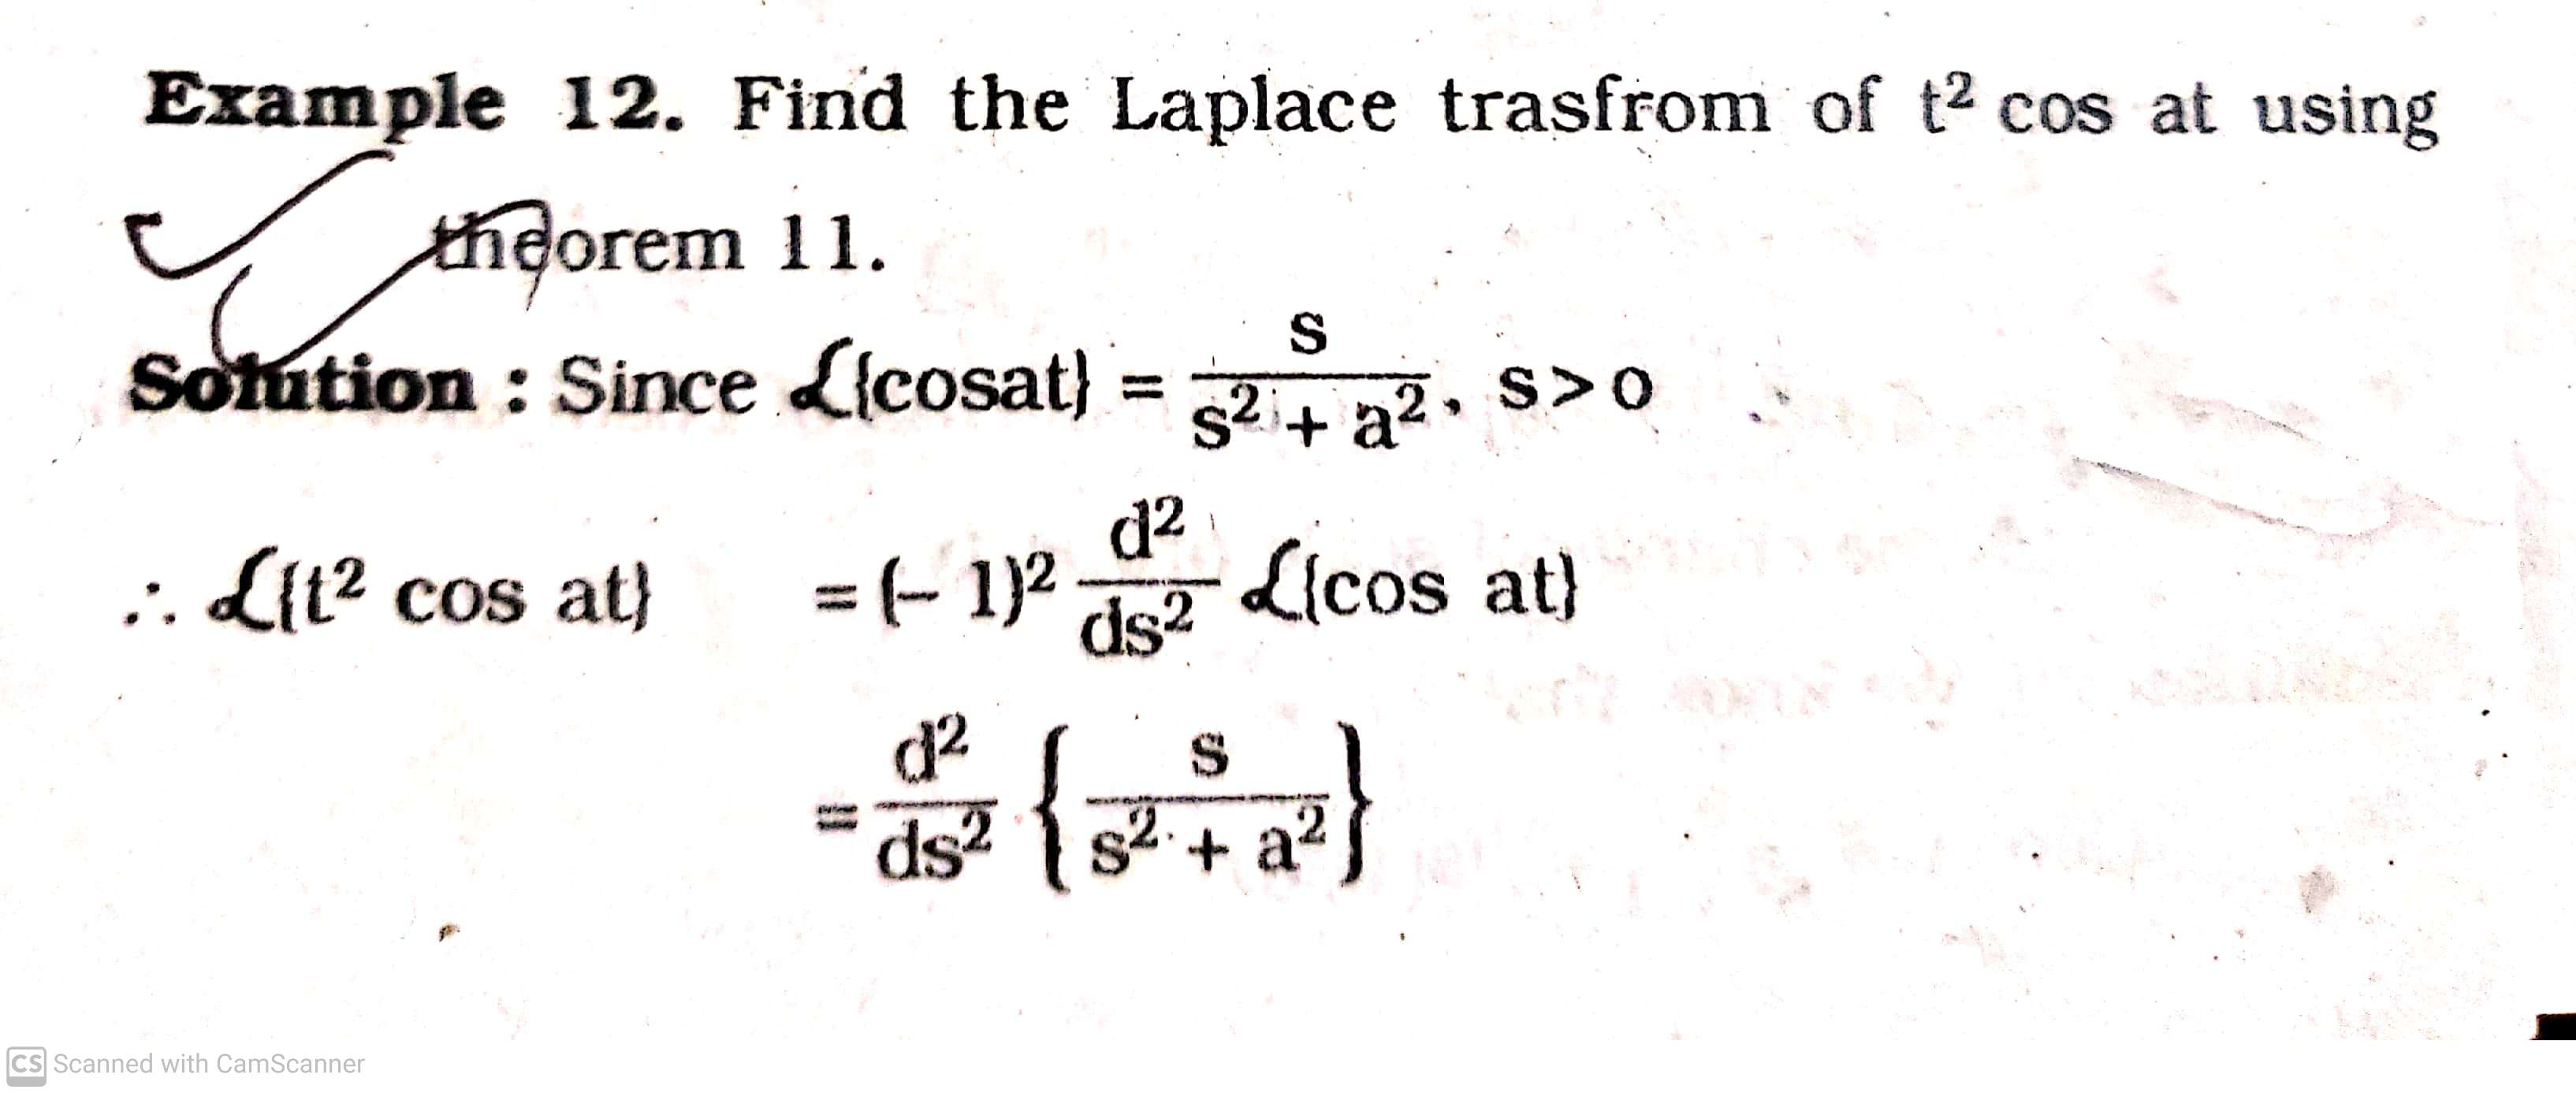 Example 12. Find the Laplace trasfrom of t² cos at using
theorem 11.
Solution : Since ℒ{cosat} = s/(s² + a²), s>o
∴ ℒ{t² cos at} = (– 1)² d²/ds² ℒ{cos at}
= d²/ds² { s/(s² + a²) }
CS Scanned with CamScanner